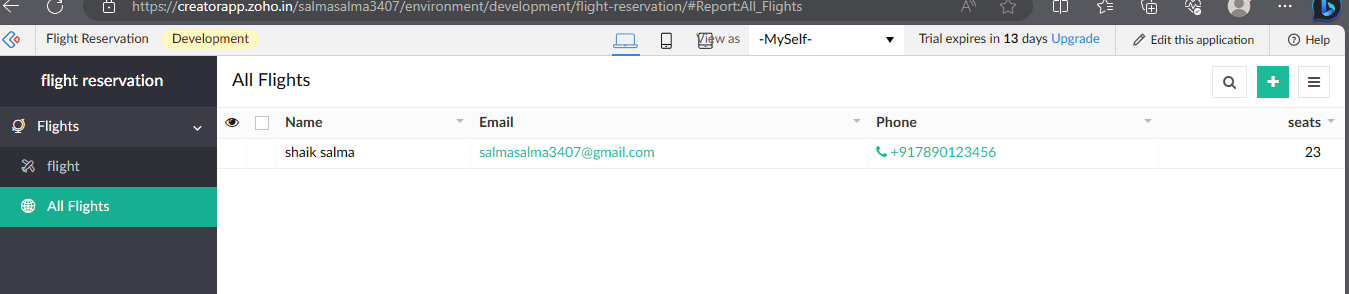 https://creatorapp.zoho.in/salmasalma3407/environment/development/flight-reservation/#Report:All_Flights
Flight Reservation Development View as -MySelf- Trial expires in 13 days Upgrade Edit this application Help
flight reservation
All Flights
Flights
Name Email Phone seats
shaik salma salmasalma3407@gmail.com +917890123456 23
flight
All Flights